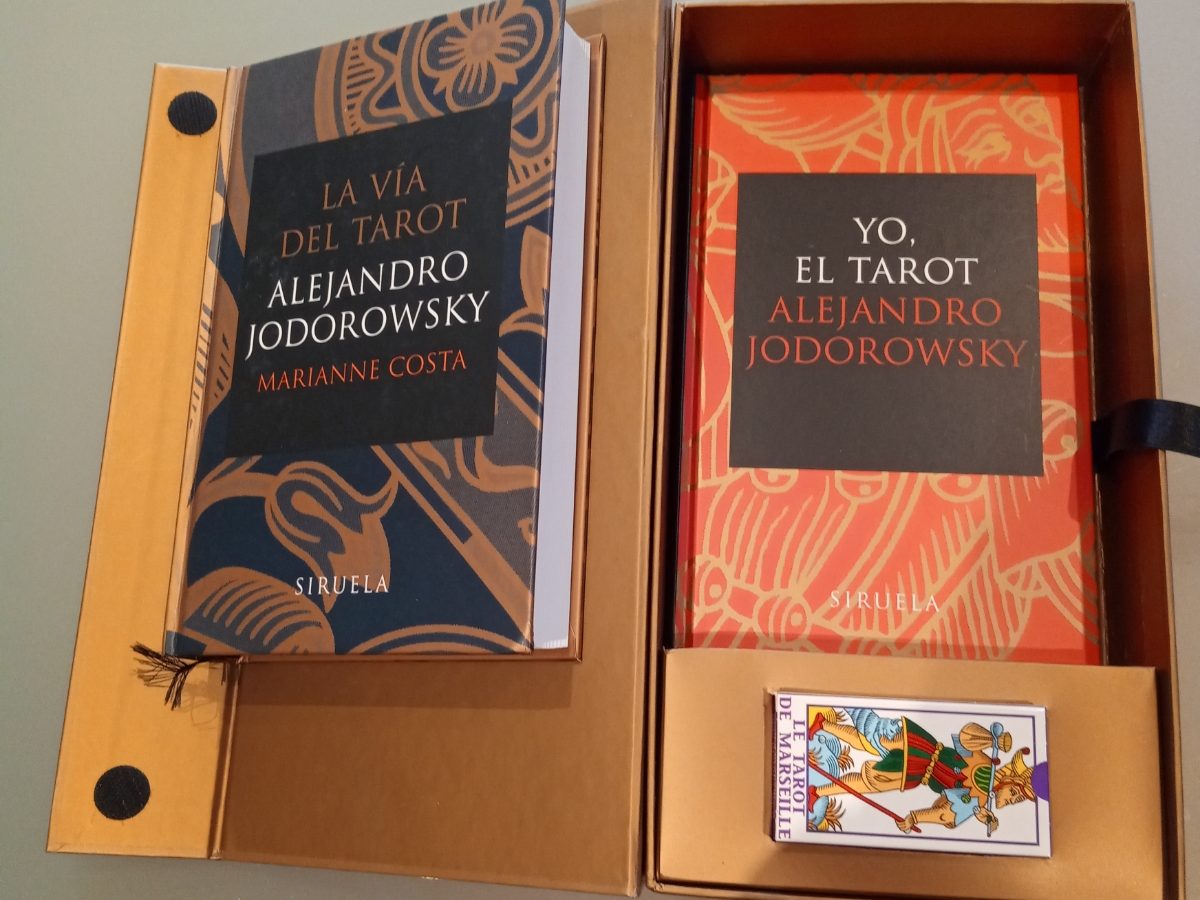 LA VÍA
DEL TAROT
ALEJANDRO
JODOROWSKY
MARIANNE COSTA
SIRUELA
YO,
EL TAROT
ALEJANDRO
JODOROWSKY
SIRUELA
LE TAROT
DE MARSEILLE